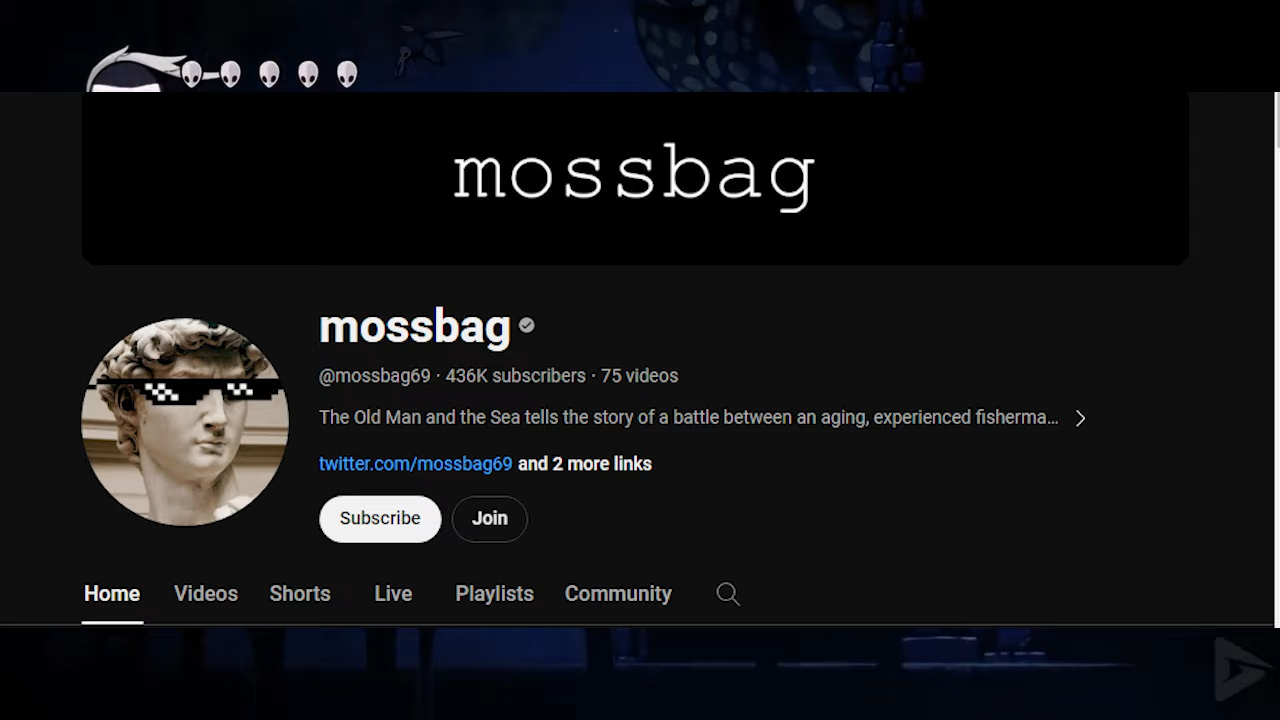 mossbag
mossbag
@mossbag69 · 436K subscribers · 75 videos
The Old Man and the Sea tells the story of a battle between an aging, experienced fisherma...
twitter.com/mossbag69 and 2 more links
Subscribe Join
Home Videos Shorts Live Playlists Community